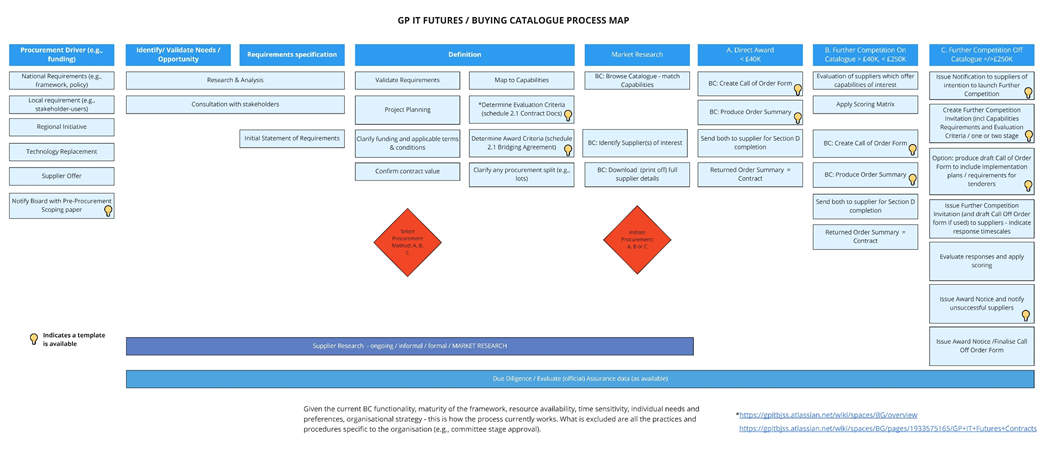 GP IT FUTURES / BUYING CATALOGUE PROCESS MAP
Procurement Driver (e.g.,
funding)
National Requirements (e.g.,
framework, policy)
Local requirement (e.g.,
stakeholder-users)
Regional Initiative
Technology Replacement
Supplier Offer
Notify Board with Pre-Procurement
Scoping paper
Identify/ Validate Needs /
Opportunity
Requirements specification
Research & Analysis
Consultation with stakeholders
Initial Statement of Requirements
Definition
Validate Requirements
Project Planning
Clarify funding and applicable terms
& conditions
Confirm contract value
Map to Capabilities
*Determine Evaluation Criteria
(schedule 2.1 Contract Docs)
Determine Award Criteria (schedule
2.1 Bridging Agreement)
Clarify any procurement split (e.g.,
lots)
Select
Procurement
Method: A, B,
C
Market Research
BC: Browse Catalogue - match
Capabilities
BC: Identify Supplier(s) of interest
BC: Download (print off) full
supplier details
Initiate
Procurement:
A, B or C
A. Direct Award
< £40K
BC: Create Call of Order Form
BC: Produce Order Summary
Send both to supplier for Section D
completion
Returned Order Summary =
Contract
B. Further Competition On
Catalogue > £40K, < £250K
Evaluation of suppliers which offer
capabilities of interest
Apply Scoring Matrix
BC: Create Call of Order Form
BC: Produce Order Summary
Send both to supplier for Section D
completion
Returned Order Summary =
Contract
C. Further Competition Off
Catalogue =/>£250K
Issue Notification to suppliers of
intention to launch Further
Competition
Create Further Competition
Invitation (incl Capabilities
Requirements and Evaluation
Criteria / one or two stage
Option: produce draft Call of Order
Form to include implementation
plans / requirements for
tenderers
Issue Further Competition
Invitation (and draft Call Off Order
form if used) to suppliers - indicate
response timescales
Evaluate responses and apply
scoring
Issue Award Notice and notify
unsuccessful suppliers
Issue Award Notice /Finalise Call
Off Order Form
Indicates a template
is available
Supplier Research - ongoing / informal / formal / MARKET RESEARCH
Due Diligence / Evaluate (official) Assurance data (as available)
Given the current BC functionality, maturity of the framework, resource availability, time sensitivity, individual needs and
preferences, organisational strategy - this is how the process currently works. What is excluded are all the practices and
procedures specific to the organisation (e.g., committee stage approval).
*https://gpitbjss.atlassian.net/wiki/spaces/BG/overview
https://gpitbjss.atlassian.net/wiki/spaces/BG/pages/1933575165/GP+IT+Futures+Contracts